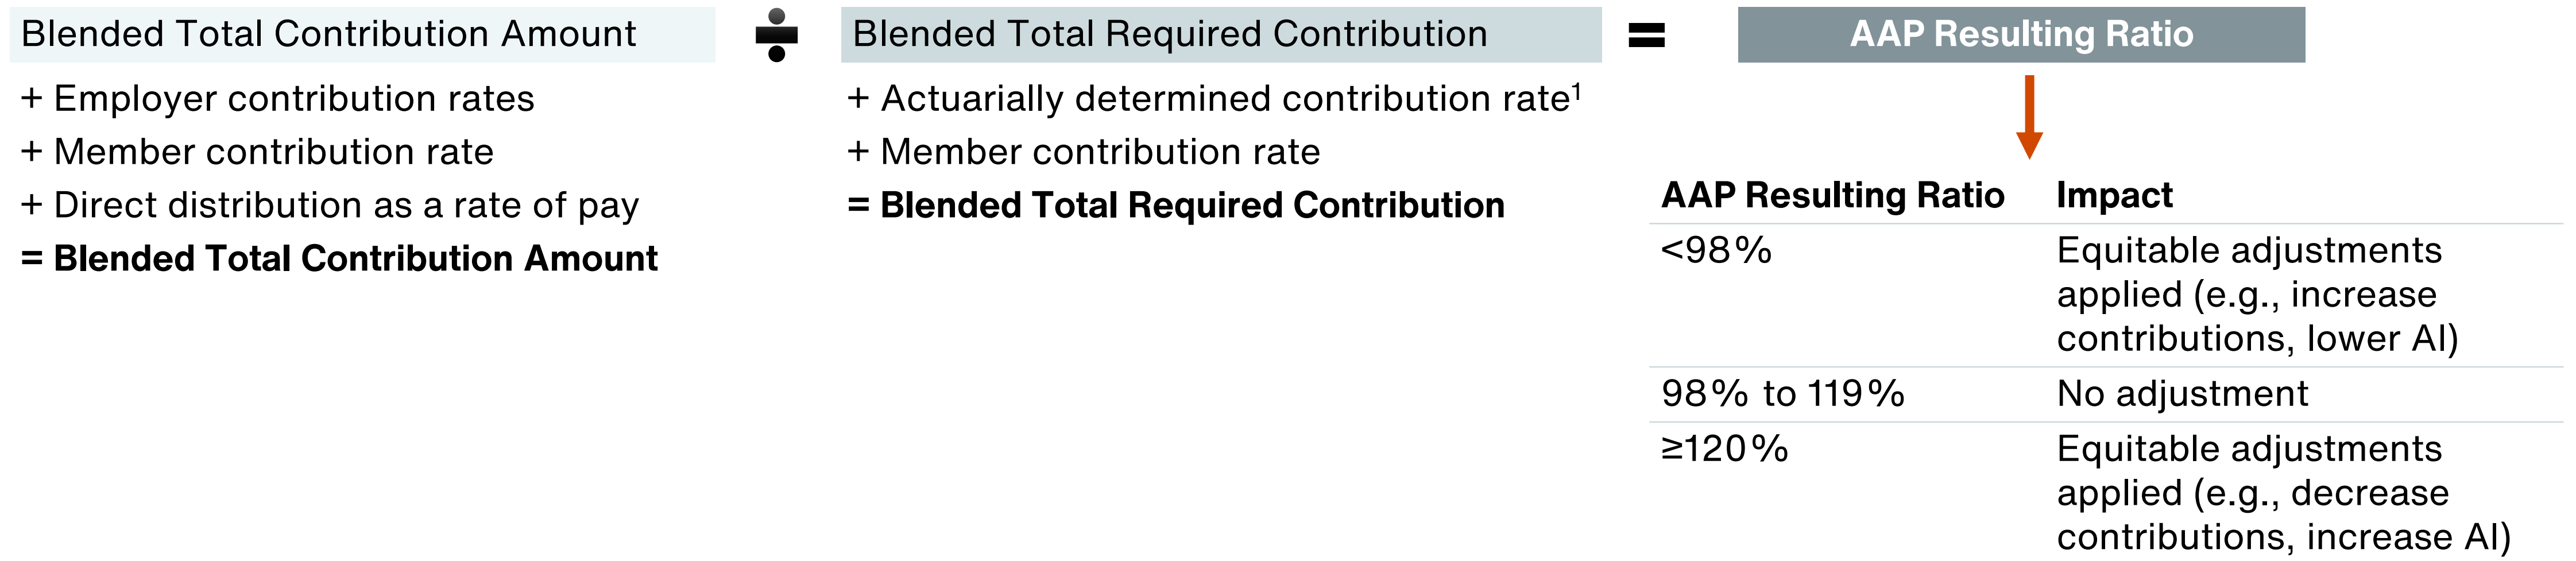 Blended Total Contribution Amount
÷
Blended Total Required Contribution
=
AAP Resulting Ratio
+ Employer contribution rates
+ Member contribution rate
+ Direct distribution as a rate of pay
= Blended Total Contribution Amount
+ Actuarially determined contribution rate¹
+ Member contribution rate
= Blended Total Required Contribution
AAP Resulting Ratio Impact
<98% Equitable adjustments
applied (e.g., increase
contributions, lower AI)
98% to 119% No adjustment
≥120% Equitable adjustments
applied (e.g., decrease
contributions, increase AI)